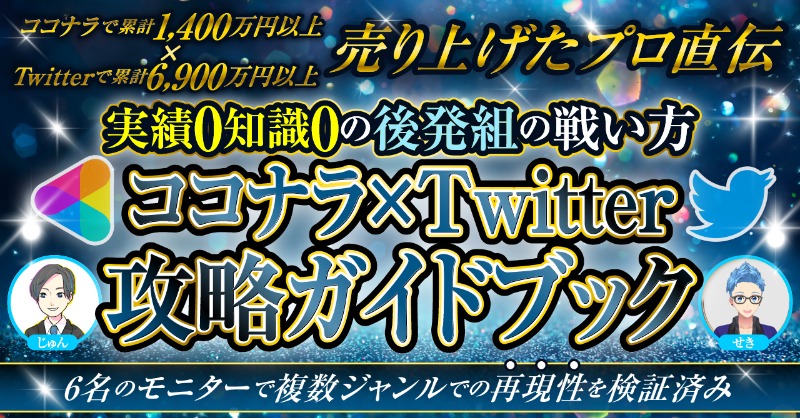 ココナラで累計1,400万円以上
×
Twitterで累計6,900万円以上
売り上げたプロ直伝
実績0知識0の後発組の戦い方
ココナラ×Twitter
攻略ガイドブック
じゅん
せき
6名のモニターで複数ジャンルでの再現性を検証済み